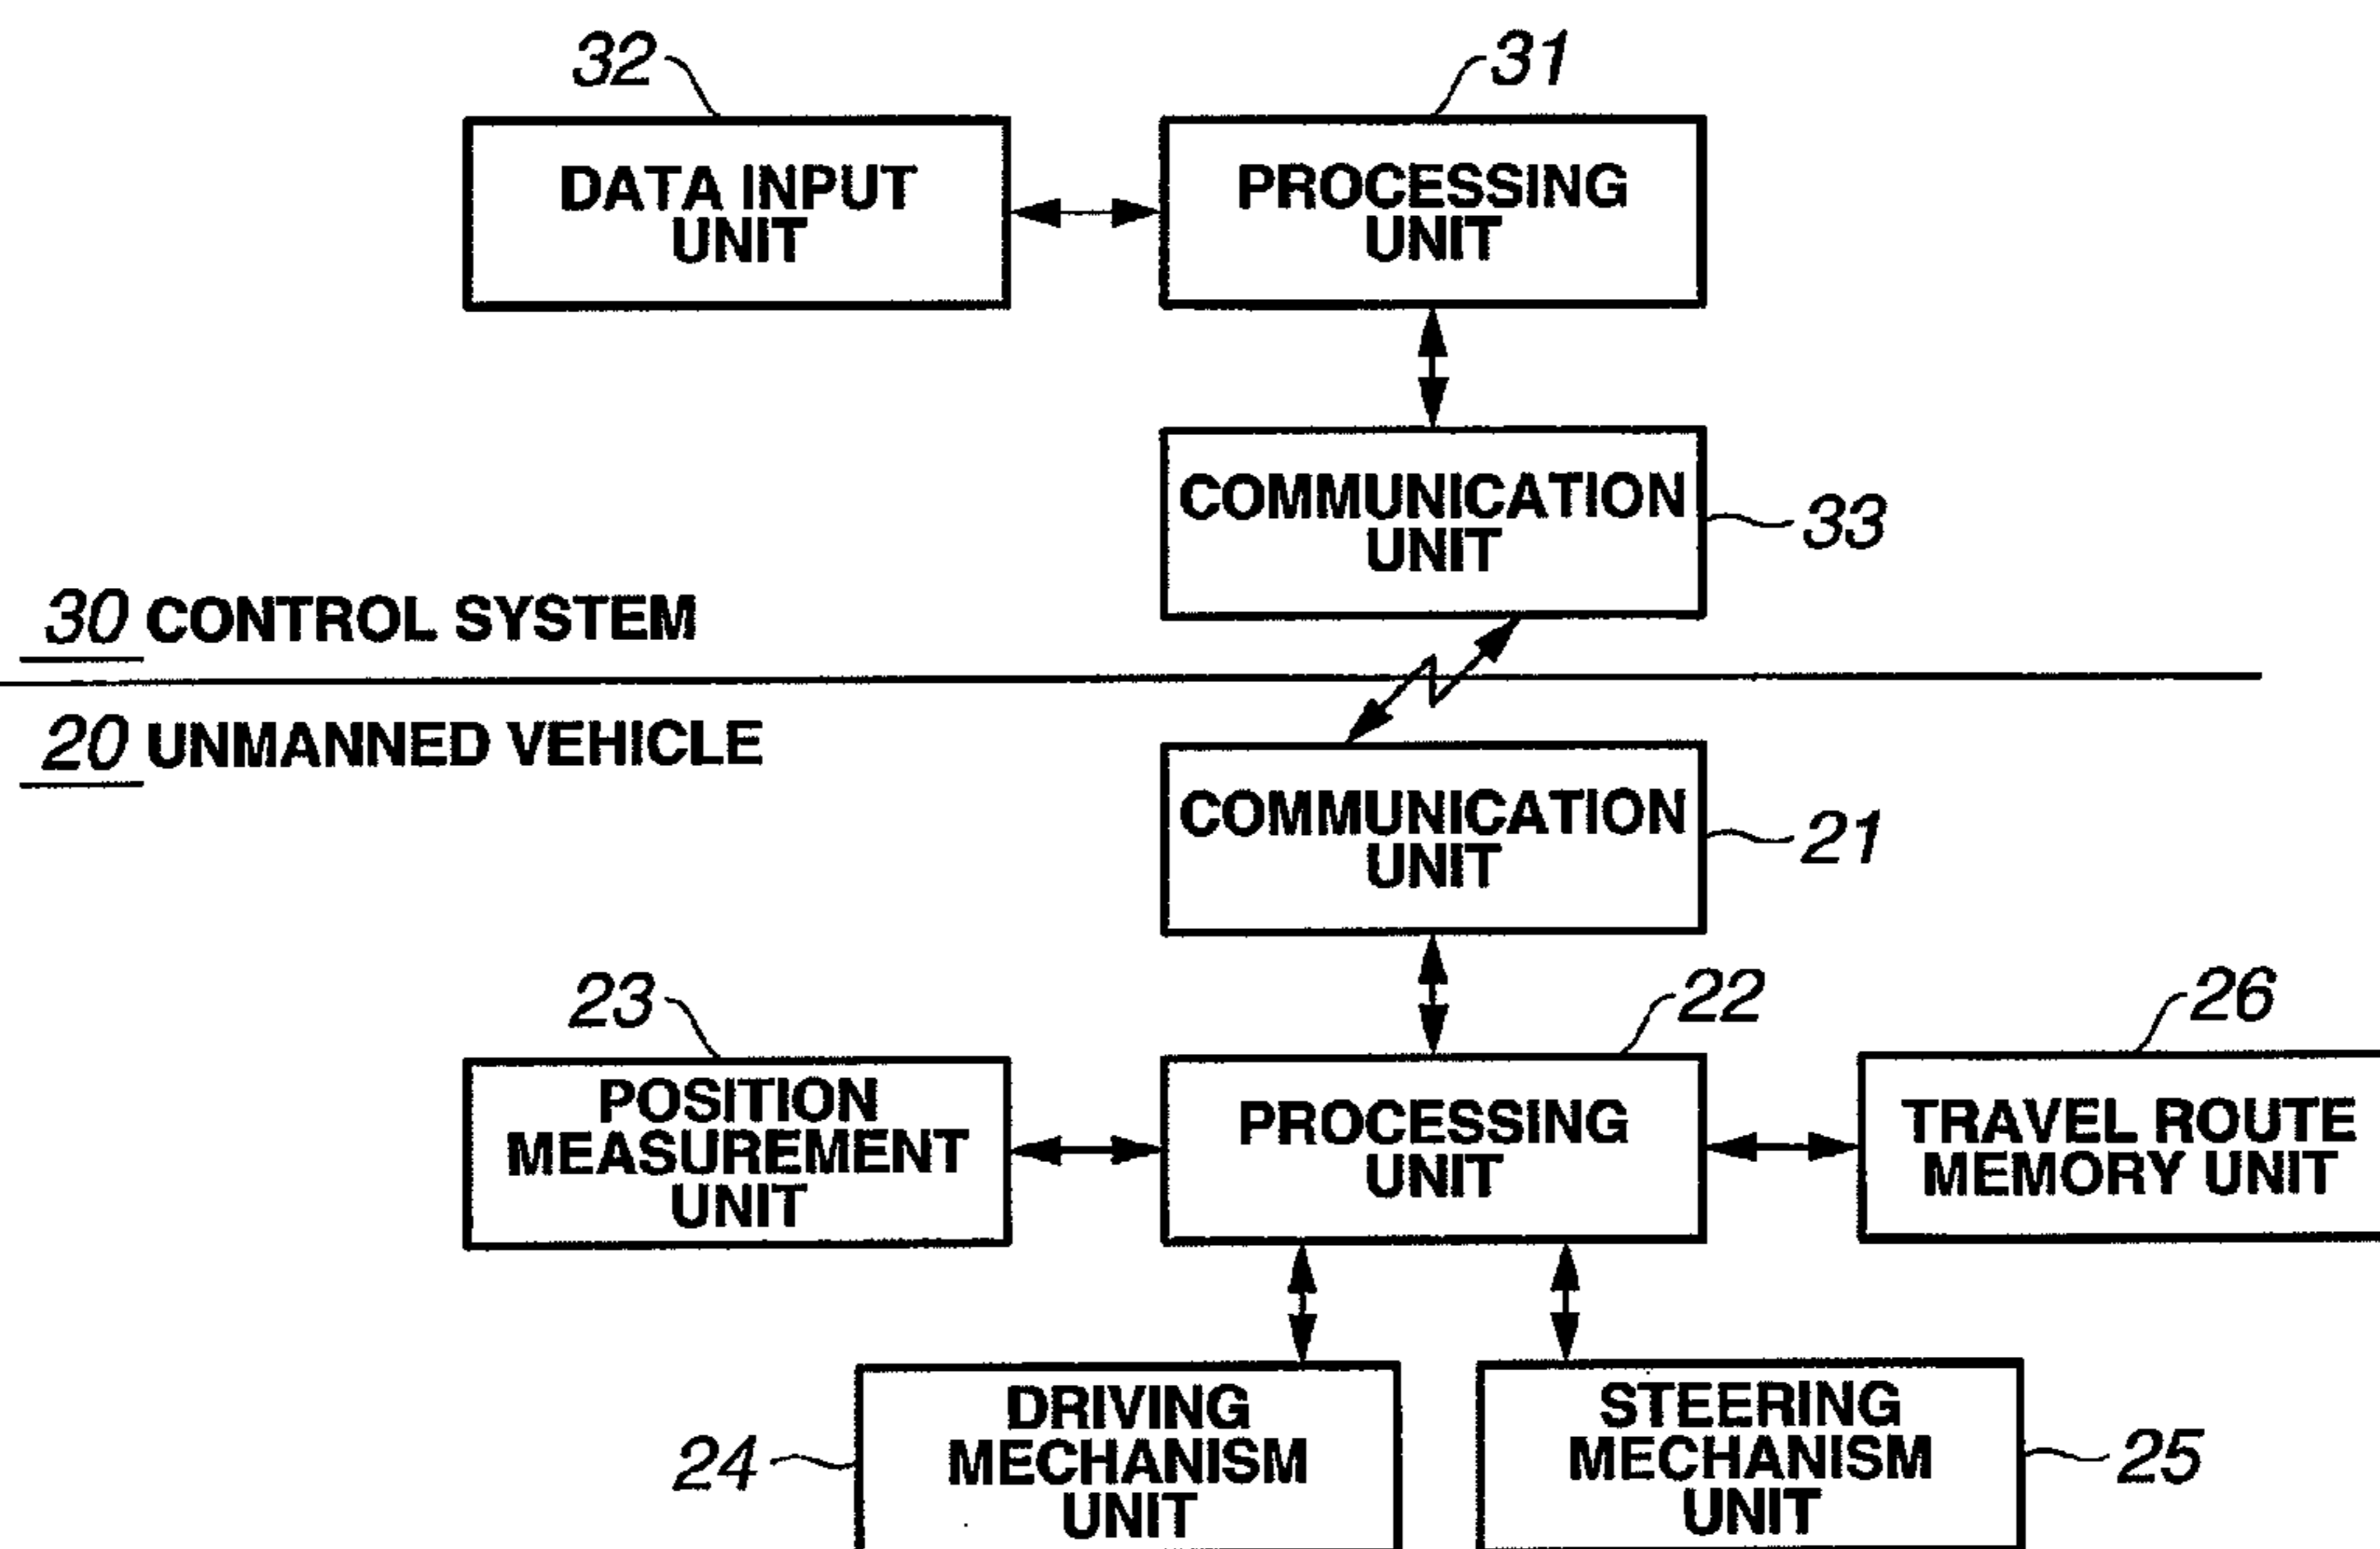 32
31
DATA INPUT
UNIT
PROCESSING
UNIT
COMMUNICATION
UNIT
33
30 CONTROL SYSTEM
20 UNMANNED VEHICLE
COMMUNICATION
UNIT
21
23
22
26
POSITION
MEASUREMENT
UNIT
PROCESSING
UNIT
TRAVEL ROUTE
MEMORY UNIT
24
DRIVING
MECHANISM
UNIT
STEERING
MECHANISM
UNIT
25